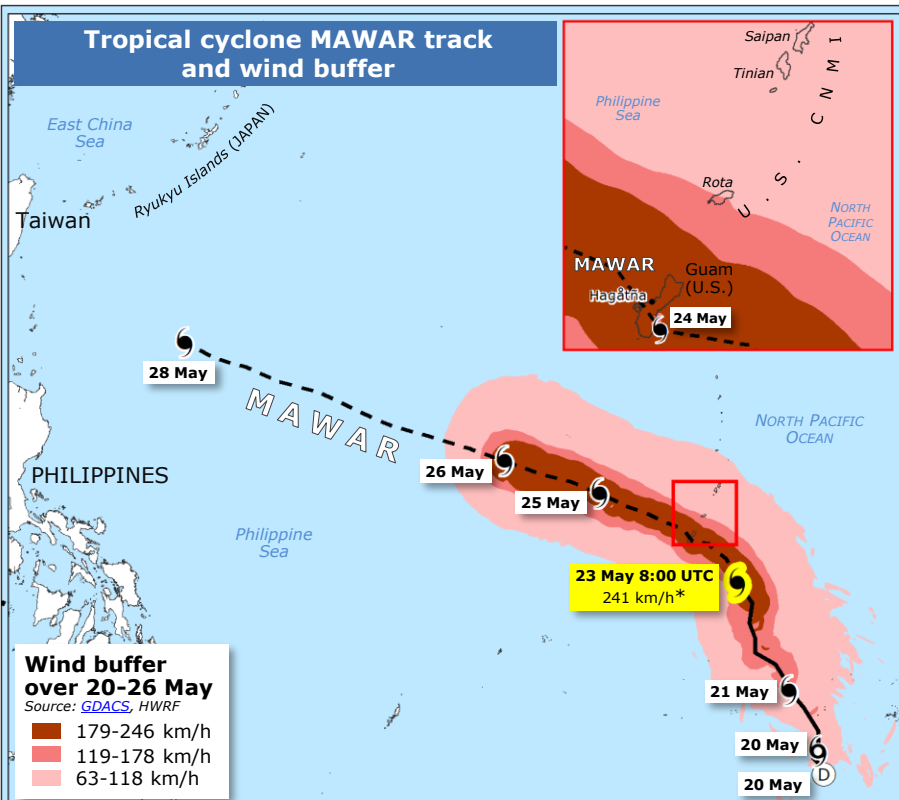 Tropical cyclone MAWAR track
and wind buffer
Saipan
Tinian
U.S. CNMI
Philippine
Sea
Rota
NORTH
PACIFIC
OCEAN
MAWAR
Guam
(U.S.)
Hagåtña
24 May
East China
Sea
Ryukyu Islands (JAPAN)
Taiwan
28 May
MAWAR
NORTH PACIFIC
OCEAN
26 May
PHILIPPINES
25 May
Philippine
Sea
23 May 8:00 UTC
241 km/h*
Wind buffer
over 20-26 May
Source: GDACS, HWRF
179-246 km/h
119-178 km/h
63-118 km/h
21 May
20 May
D
20 May